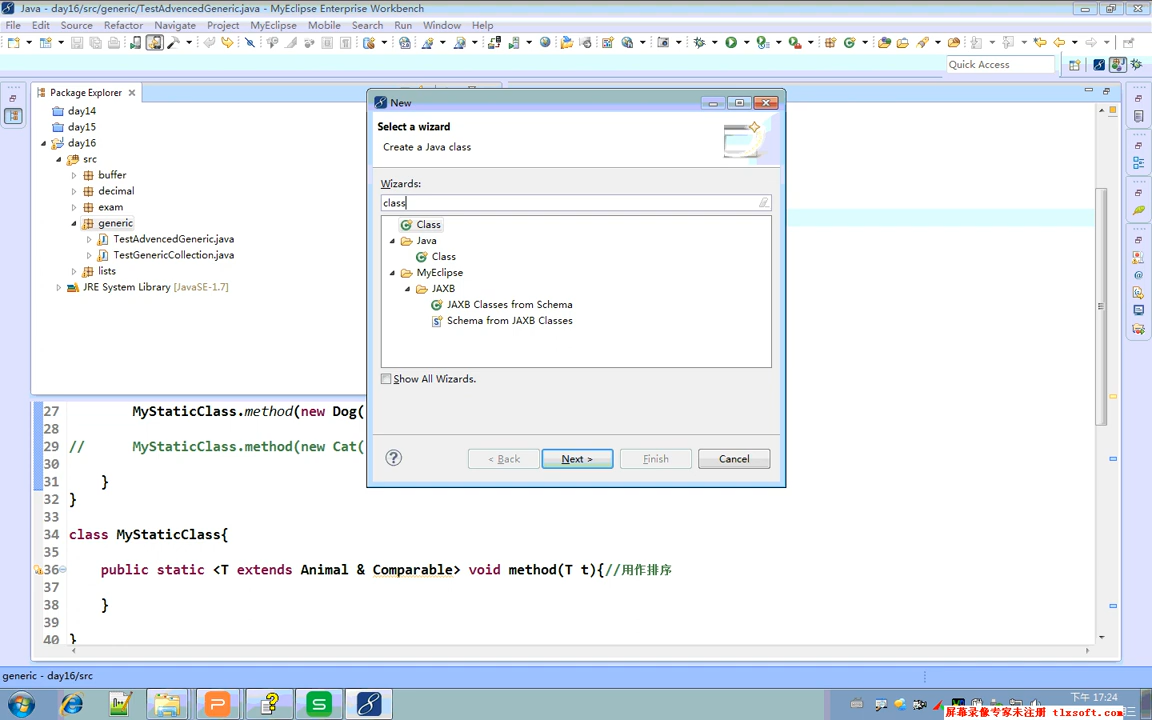 Java - day16/src/generic/TestAdvencedGeneric.java - MyEclipse Enterprise Workbench
File Edit Source Refactor Navigate Project MyEclipse Mobile Search Run Window Help
Quick Access
Package Explorer
day14
day15
day16
src
buffer
decimal
exam
generic
TestAdvencedGeneric.java
TestGenericCollection.java
lists
JRE System Library [JavaSE-1.7]
New
Select a wizard
Create a Java class
Wizards:
class
Class
Java
Class
MyEclipse
JAXB
JAXB Classes from Schema
Schema from JAXB Classes
Show All Wizards.
< Back Next > Finish Cancel
27 MyStaticClass.method(new Dog(
28
29 // MyStaticClass.method(new Cat(
30
31 }
32 }
33
34 class MyStaticClass{
35
36 public static <T extends Animal & Comparable> void method(T t){//用作排序
37
38 }
39
40 }
generic - day16/src
下午 17:24
屏幕录像专家未注册 tlxsoft.com